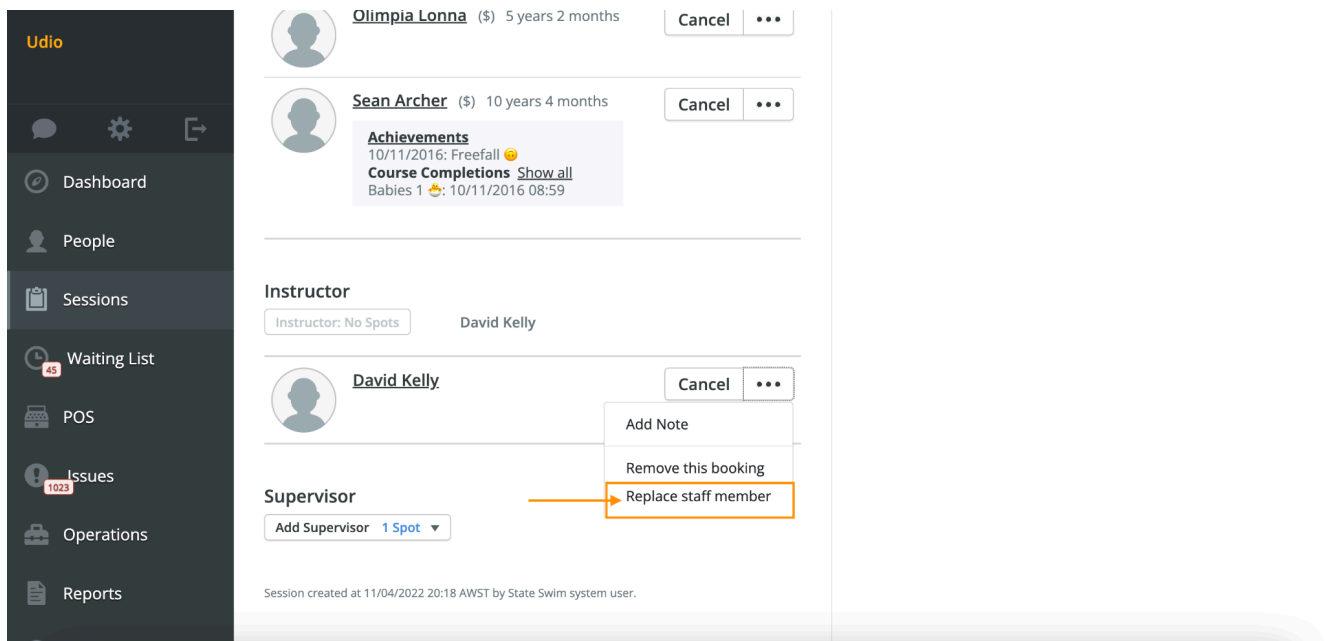 Udio
Dashboard
People
Sessions
45 Waiting List
POS
1023 Issues
Operations
Reports
Olimpia Lonna ($) 5 years 2 months
Cancel •••
Sean Archer ($) 10 years 4 months
Cancel •••
Achievements
10/11/2016: Freefall 🙃
Course Completions Show all
Babies 1 🐣: 10/11/2016 08:59
Instructor
Instructor: No Spots David Kelly
David Kelly
Cancel •••
Add Note
Remove this booking
Replace staff member
Supervisor
Add Supervisor 1 Spot ▼
Session created at 11/04/2022 20:18 AWST by State Swim system user.